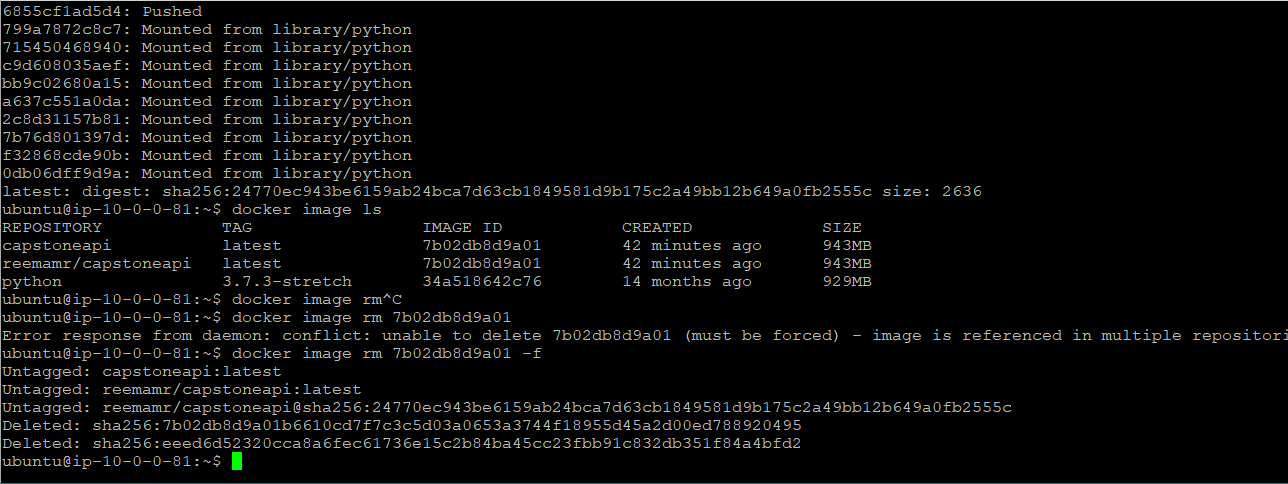 6855cf1ad5d4: Pushed
799a7872c8c7: Mounted from library/python
715450468940: Mounted from library/python
c9d608035aef: Mounted from library/python
bb9c02680a15: Mounted from library/python
a637c551a0da: Mounted from library/python
2c8d31157b81: Mounted from library/python
7b76d801397d: Mounted from library/python
f32868cde90b: Mounted from library/python
0db06dff9d9a: Mounted from library/python
latest: digest: sha256:24770ec943be6159ab24bca7d63cb1849581d9b175c2a49bb12b649a0fb2555c size: 2636
ubuntu@ip-10-0-0-81:~$ docker image ls
REPOSITORY TAG IMAGE ID CREATED SIZE
capstoneapi latest 7b02db8d9a01 42 minutes ago 943MB
reemamr/capstoneapi latest 7b02db8d9a01 42 minutes ago 943MB
python 3.7.3-stretch 34a518642c76 14 months ago 929MB
ubuntu@ip-10-0-0-81:~$ docker image rm^C
ubuntu@ip-10-0-0-81:~$ docker image rm 7b02db8d9a01
Error response from daemon: conflict: unable to delete 7b02db8d9a01 (must be forced) - image is referenced in multiple repositori
ubuntu@ip-10-0-0-81:~$ docker image rm 7b02db8d9a01 -f
Untagged: capstoneapi:latest
Untagged: reemamr/capstoneapi:latest
Untagged: reemamr/capstoneapi@sha256:24770ec943be6159ab24bca7d63cb1849581d9b175c2a49bb12b649a0fb2555c
Deleted: sha256:7b02db8d9a01b6610cd7f7c3c5d03a0653a3744f18955d45a2d00ed788920495
Deleted: sha256:eeed6d52320cca8a6fec61736e15c2b84ba45cc23fbb91c832db351f84a4bfd2
ubuntu@ip-10-0-0-81:~$